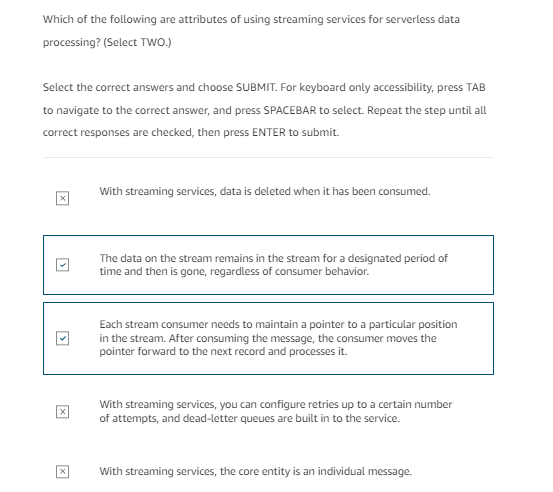 Which of the following are attributes of using streaming services for serverless data
processing? (Select TWO.)
Select the correct answers and choose SUBMIT. For keyboard only accessibility, press TAB
to navigate to the correct answer, and press SPACEBAR to select. Repeat the step until all
correct responses are checked, then press ENTER to submit.
With streaming services, data is deleted when it has been consumed.
The data on the stream remains in the stream for a designated period of
time and then is gone, regardless of consumer behavior.
Each stream consumer needs to maintain a pointer to a particular position
in the stream. After consuming the message, the consumer moves the
pointer forward to the next record and processes it.
With streaming services, you can configure retries up to a certain number
of attempts, and dead-letter queues are built in to the service.
With streaming services, the core entity is an individual message.